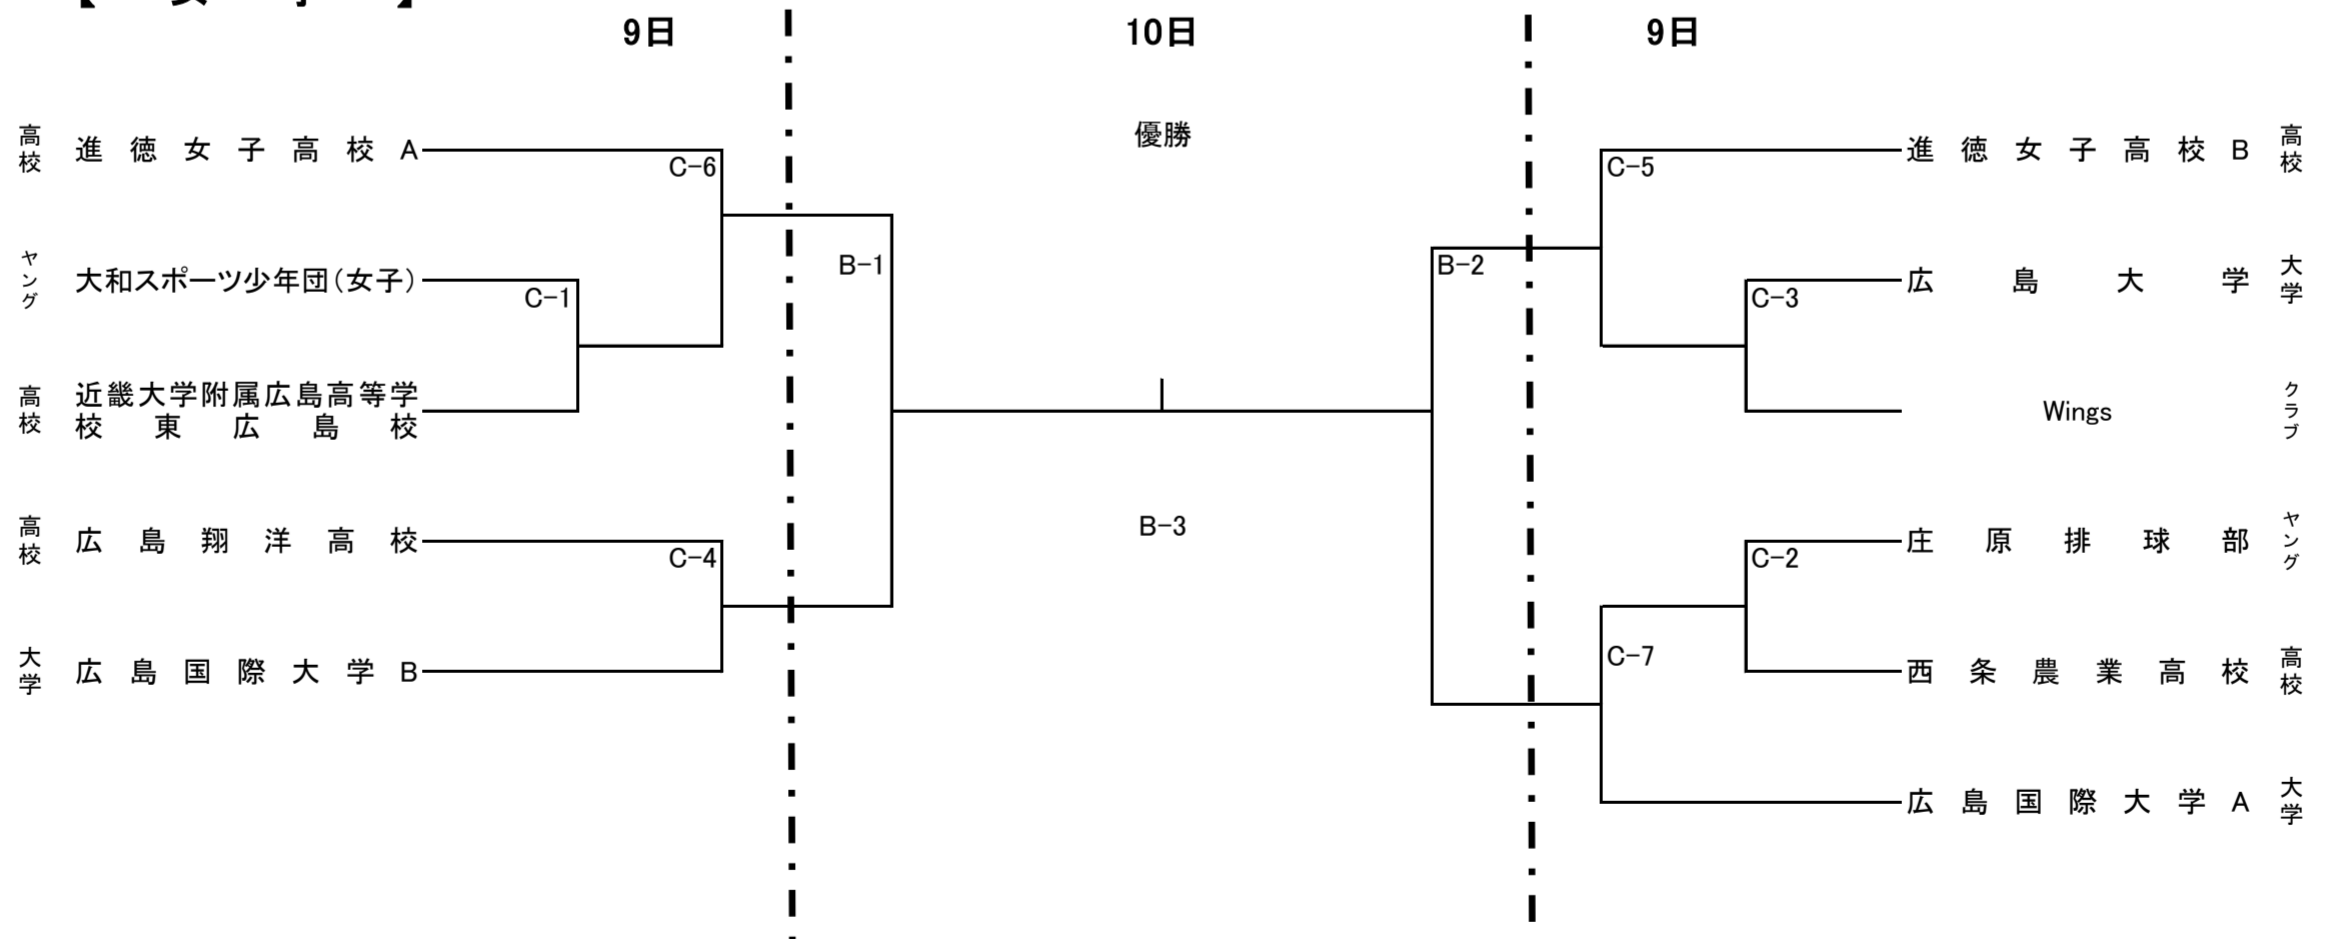 9日
10日
9日
優勝
高校 進徳女子高校A
C-6
ヤング 大和スポーツ少年団（女子）
C-1
B-1
高校 近畿大学附属広島高等学
校東広島校
高校 広島翔洋高校
C-4
大学 広島国際大学B
B-3
進徳女子高校B 高校
C-5
B-2
広島大学 大学
C-3
Wings クラブ
庄原排球部 ヤング
C-2
C-7
西条農業高校 高校
広島国際大学A 大学